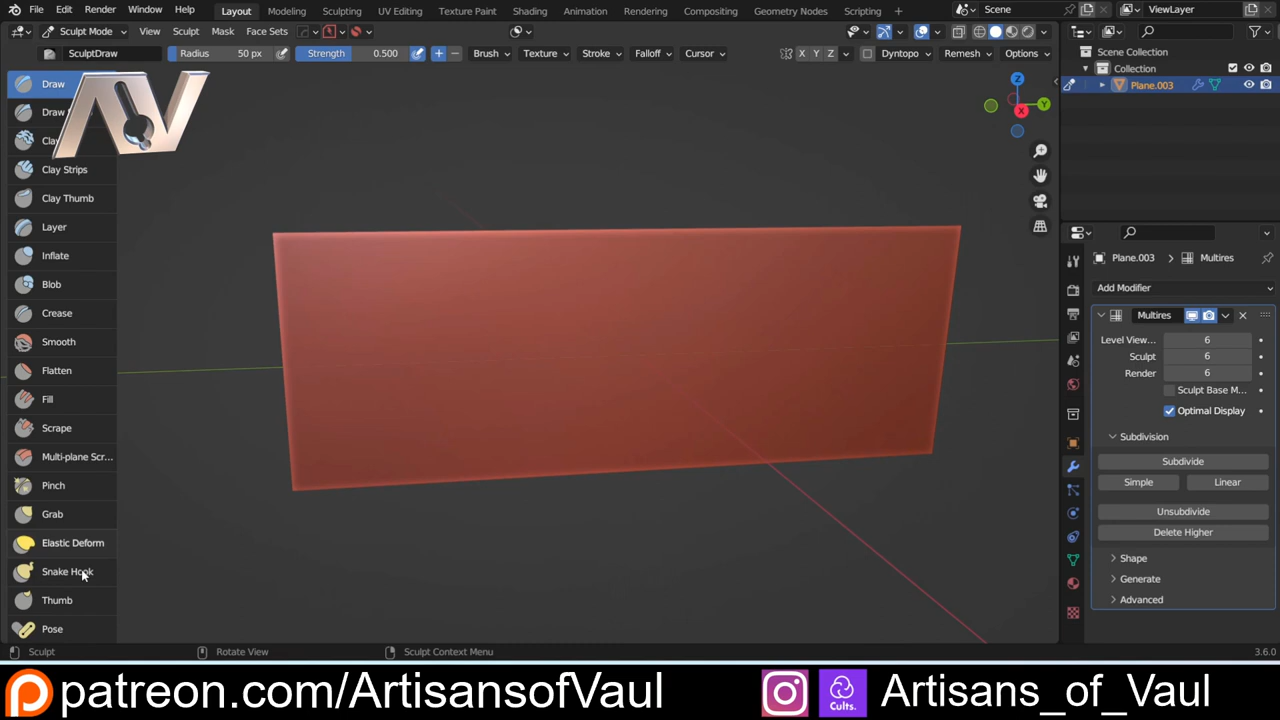 File Edit Render Window Help Layout Modeling Sculpting UV Editing Texture Paint Shading Animation Rendering Compositing Geometry Nodes Scripting Scene ViewLayer
Sculpt Mode View Sculpt Mask Face Sets
SculptDraw Radius 50 px Strength 0.500 Brush Texture Stroke Falloff Cursor X Y Z Dyntopo Remesh Options
Scene Collection
Collection
Plane.003
Draw
Draw
Clay Strips
Clay Thumb
Layer
Inflate
Blob
Crease
Smooth
Flatten
Fill
Scrape
Multi-plane Scr...
Pinch
Grab
Elastic Deform
Snake Hook
Thumb
Pose
AV
Z
Y
X
Plane.003 > Multires
Add Modifier
Multires
Level View... 6
Sculpt 6
Render 6
Sculpt Base M...
Optimal Display
Subdivision
Subdivide
Simple Linear
Unsubdivide
Delete Higher
Shape
Generate
Advanced
Sculpt Rotate View Sculpt Context Menu 3.6.0
patreon.com/ArtisansofVaul Cults. Artisans_of_Vaul